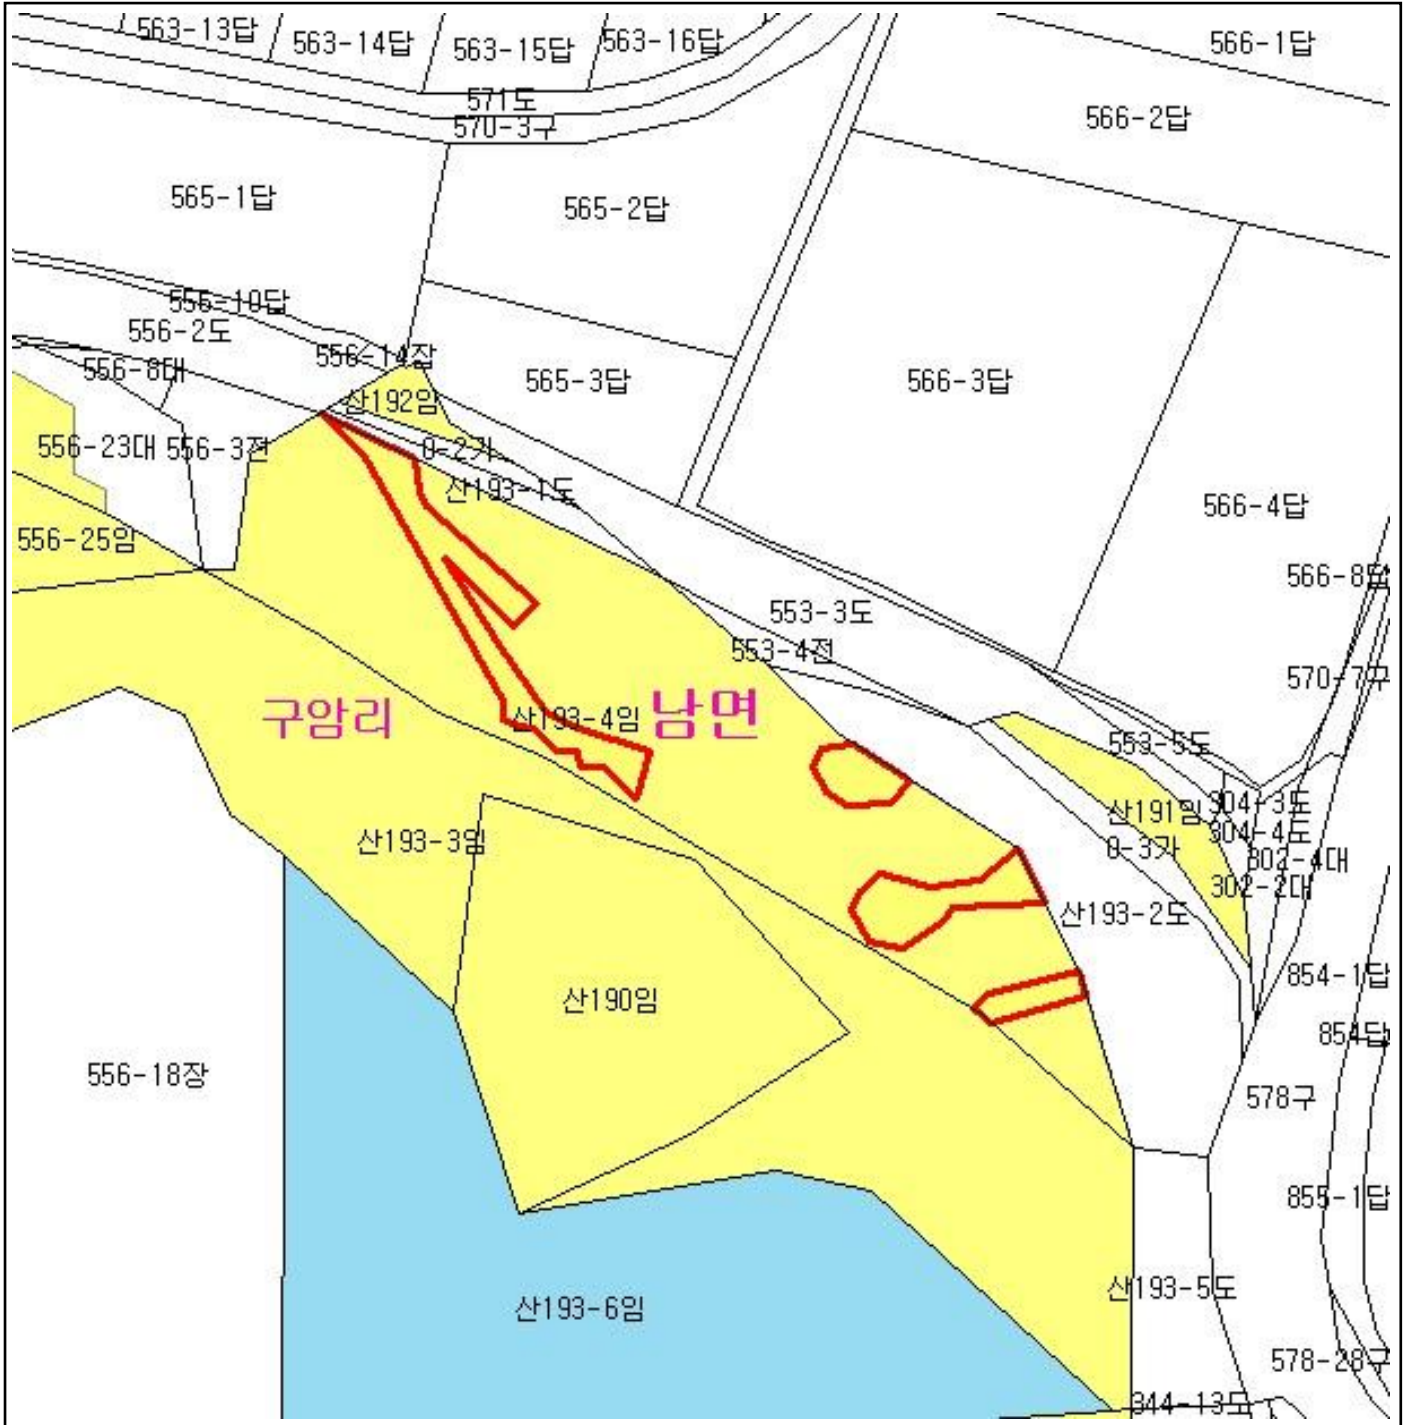 563-13답
563-14답
563-15답
563-16답
566-1답
571도
570-3구
566-2답
565-1답
565-2답
556-10답
556-2도
556-14잡
556-8대
565-3답
566-3답
산192임
556-23대
556-3전
0-2가
산193-1도
566-4답
556-25임
566-8답
553-3도
553-4전
570-7구
구암리
산193-4임
남면
553-5도
304-3도
산191임
304-4도
산193-3임
0-3가
302-4대
302-2대
산193-2도
854-1답
산190임
854답
556-18장
578구
855-1답
산193-5도
산193-6임
578-28구
344-13도